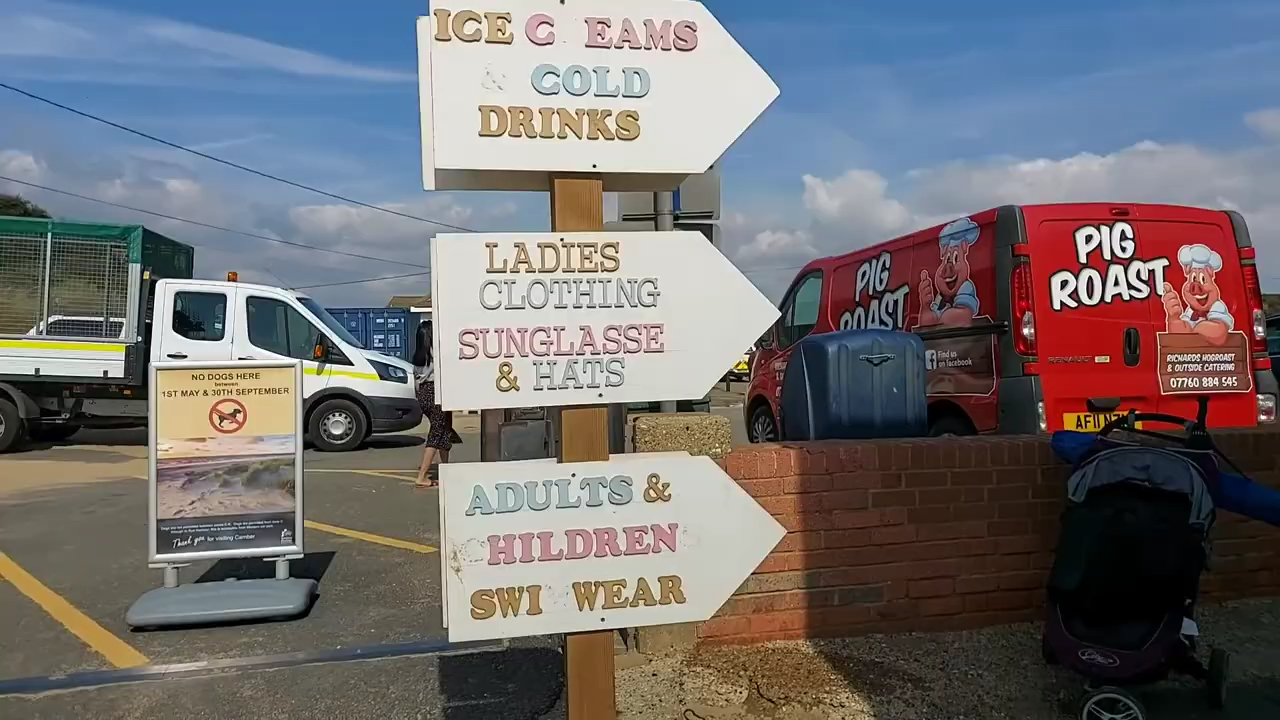 ICE C EAMS
& COLD
DRINKS
LADIES
CLOTHING
SUNGLASSE
& HATS
ADULTS &
HILDREN
SWI WEAR
NO DOGS HERE
between
1ST MAY & 30TH SEPTEMBER
Thank you for visiting Camber
PIG
ROAST
Find us
on facebook
PIG
ROAST
RICHARDS HOGROAST
& OUTSIDE CATERING
07760 884 545